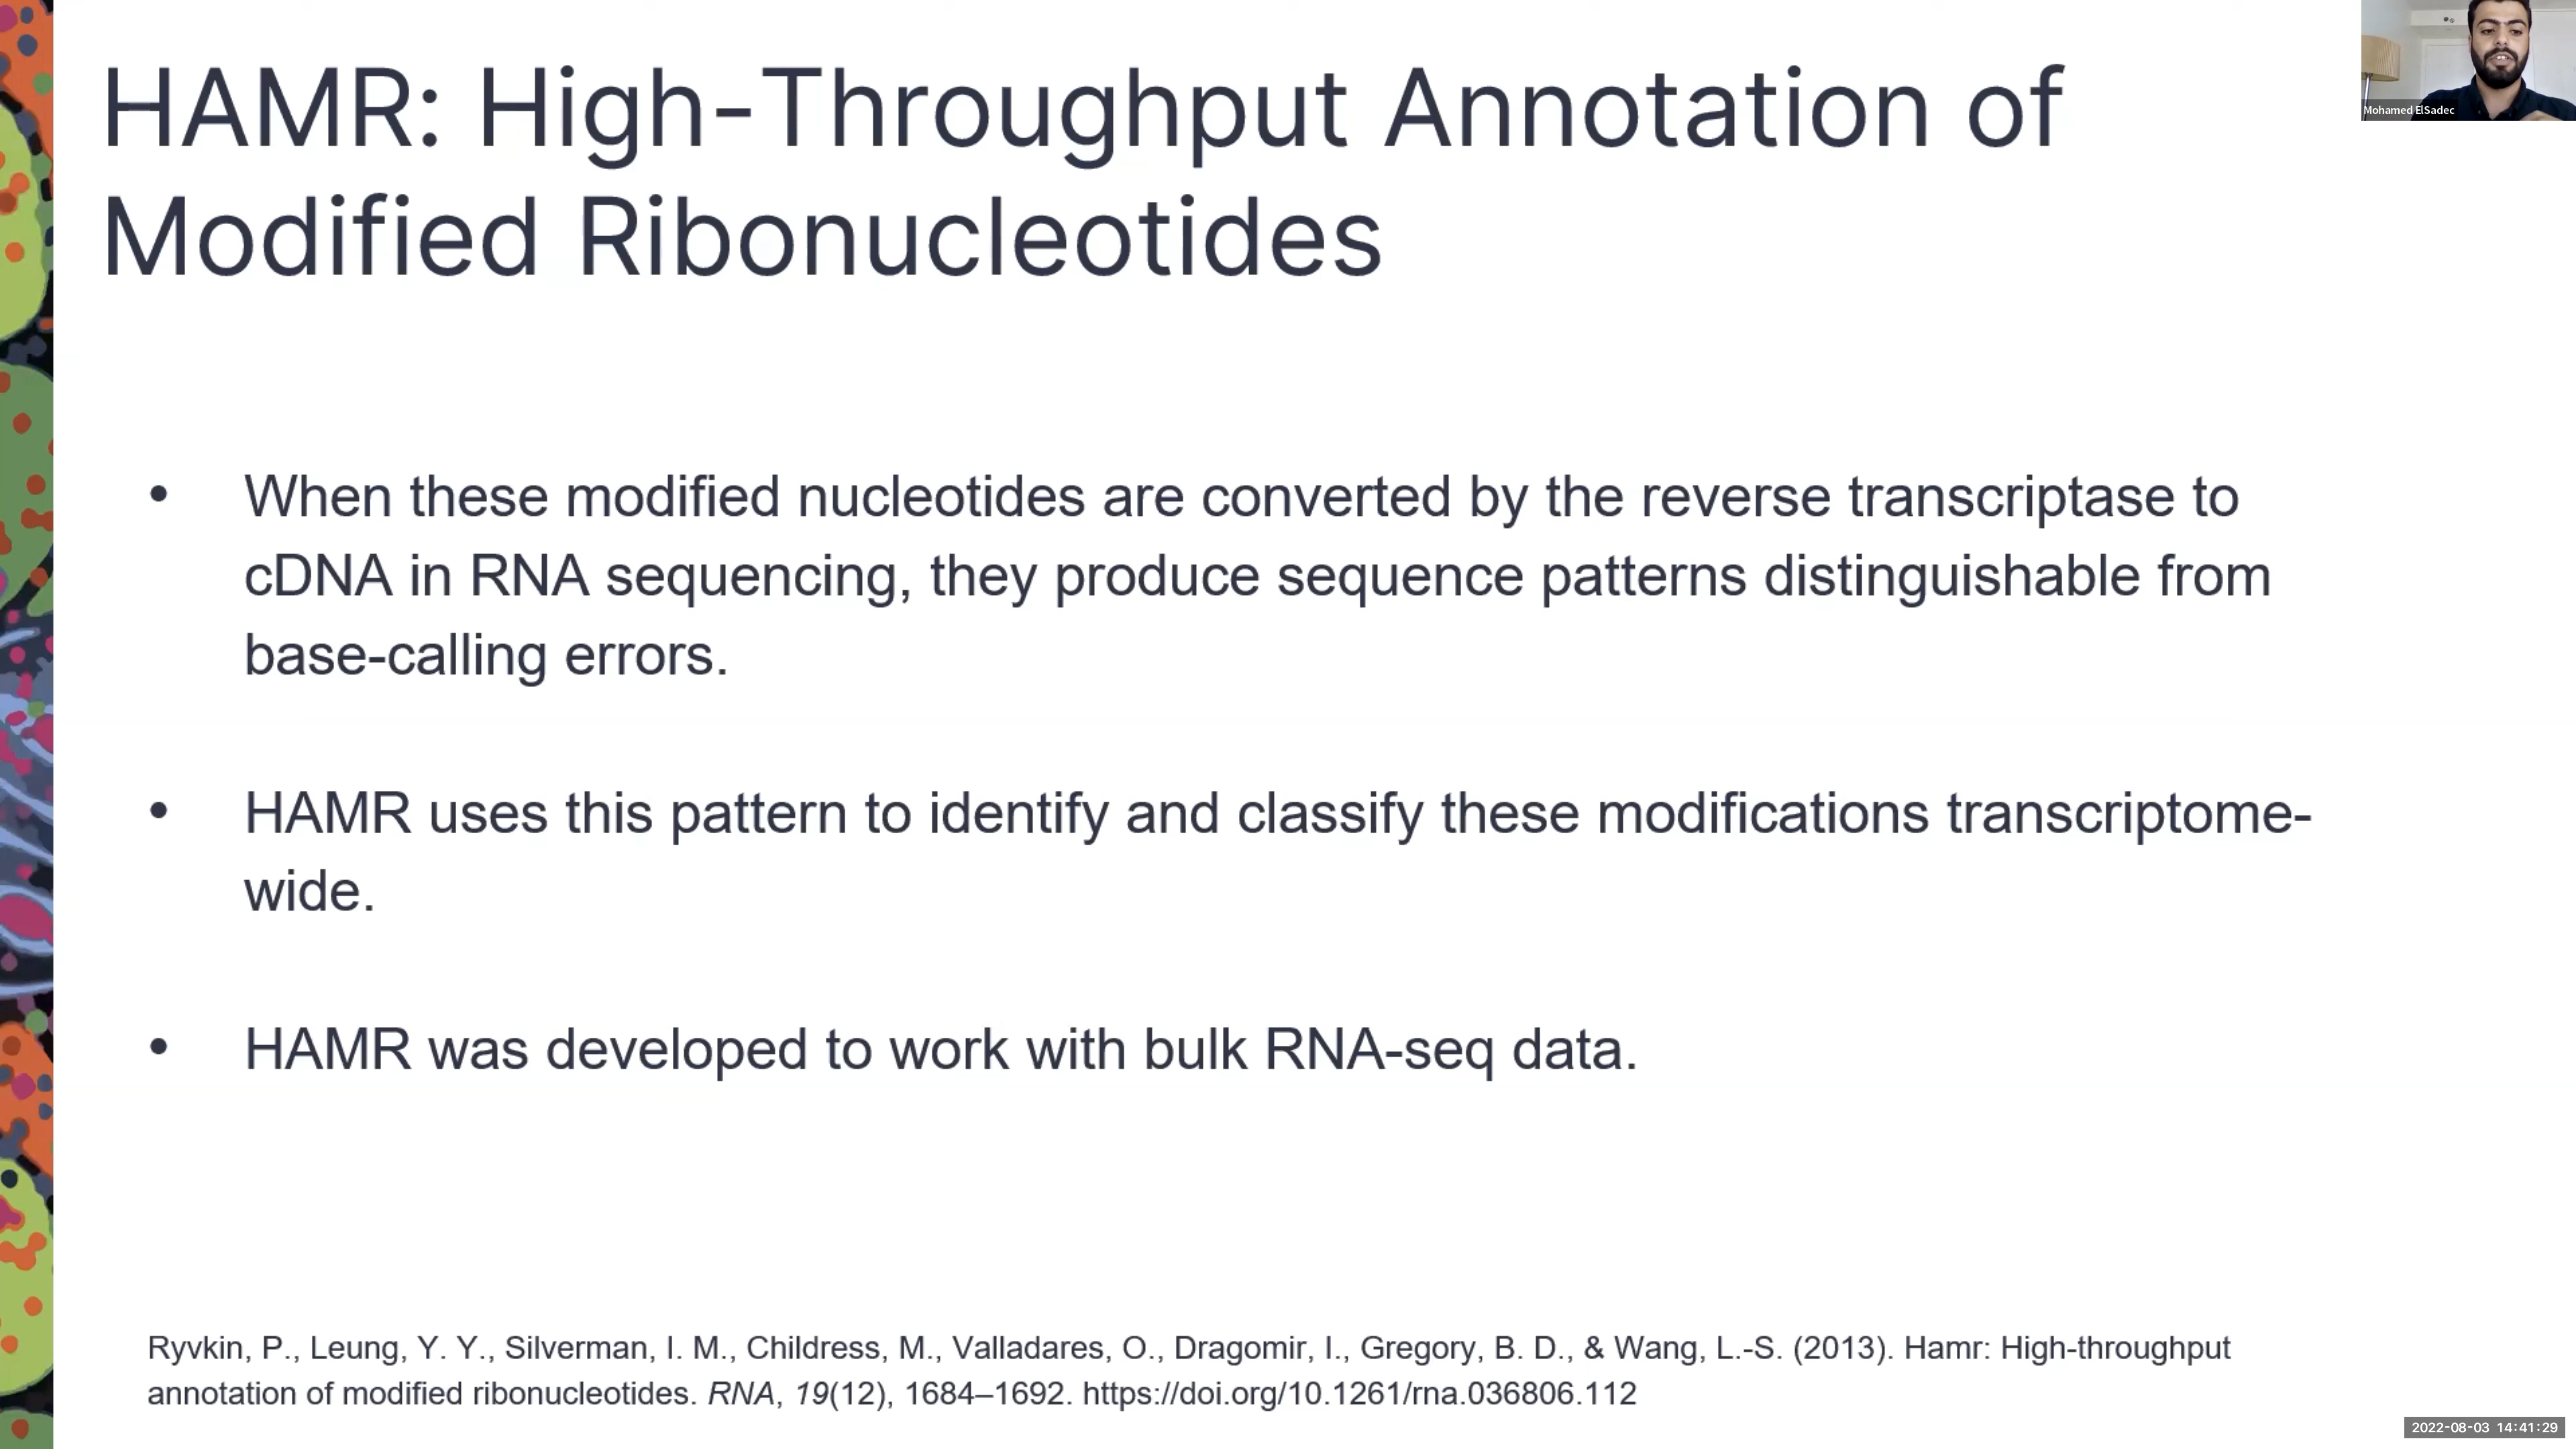 HAMR: High-Throughput Annotation of
Modified Ribonucleotides
Mohamed ElSadec
• When these modified nucleotides are converted by the reverse transcriptase to
cDNA in RNA sequencing, they produce sequence patterns distinguishable from
base-calling errors.
• HAMR uses this pattern to identify and classify these modifications transcriptome-
wide.
• HAMR was developed to work with bulk RNA-seq data.
Ryvkin, P., Leung, Y. Y., Silverman, I. M., Childress, M., Valladares, O., Dragomir, I., Gregory, B. D., & Wang, L.-S. (2013). Hamr: High-throughput
annotation of modified ribonucleotides. RNA, 19(12), 1684–1692. https://doi.org/10.1261/rna.036806.112
2022-08-03 14:41:29